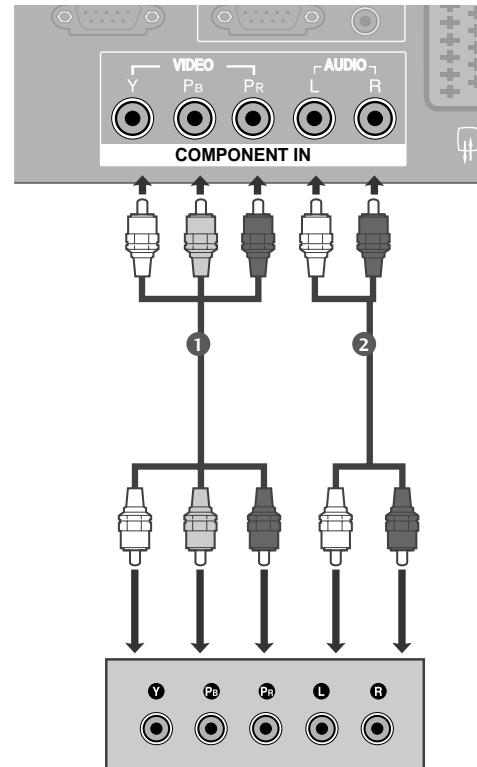 VIDEO AUDIO
Y PB PR L R
COMPONENT IN
1 2
Y PB PR L R